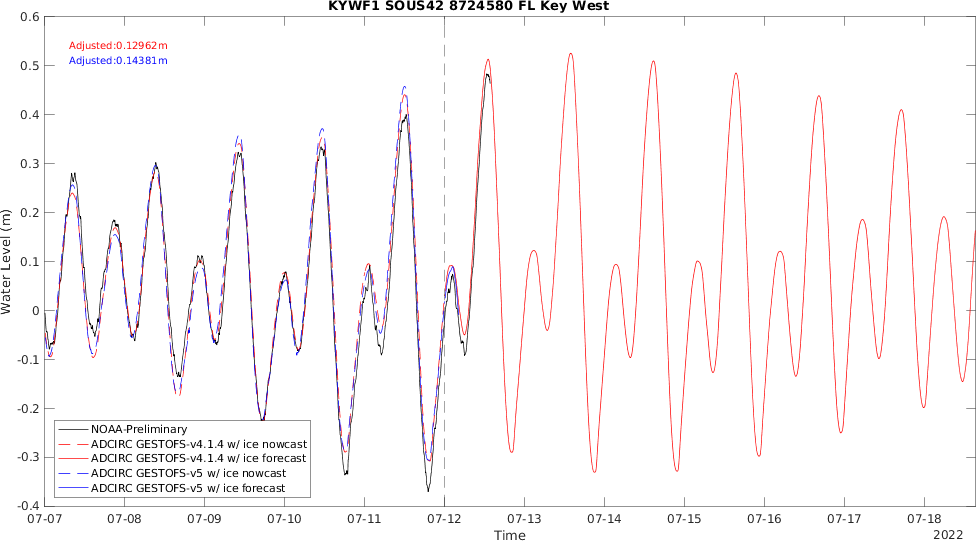 KYWF1 SOUS42 8724580 FL Key West
Adjusted:0.12962m
Adjusted:0.14381m
0.6
0.5
0.4
0.3
0.2
0.1
0
-0.1
-0.2
-0.3
-0.4
Water Level (m)
NOAA-Preliminary
ADCIRC GESTOFS-v4.1.4 w/ ice nowcast
ADCIRC GESTOFS-v4.1.4 w/ ice forecast
ADCIRC GESTOFS-v5 w/ ice nowcast
ADCIRC GESTOFS-v5 w/ ice forecast
07-07 07-08 07-09 07-10 07-11 07-12 07-13 07-14 07-15 07-16 07-17 07-18
Time
2022